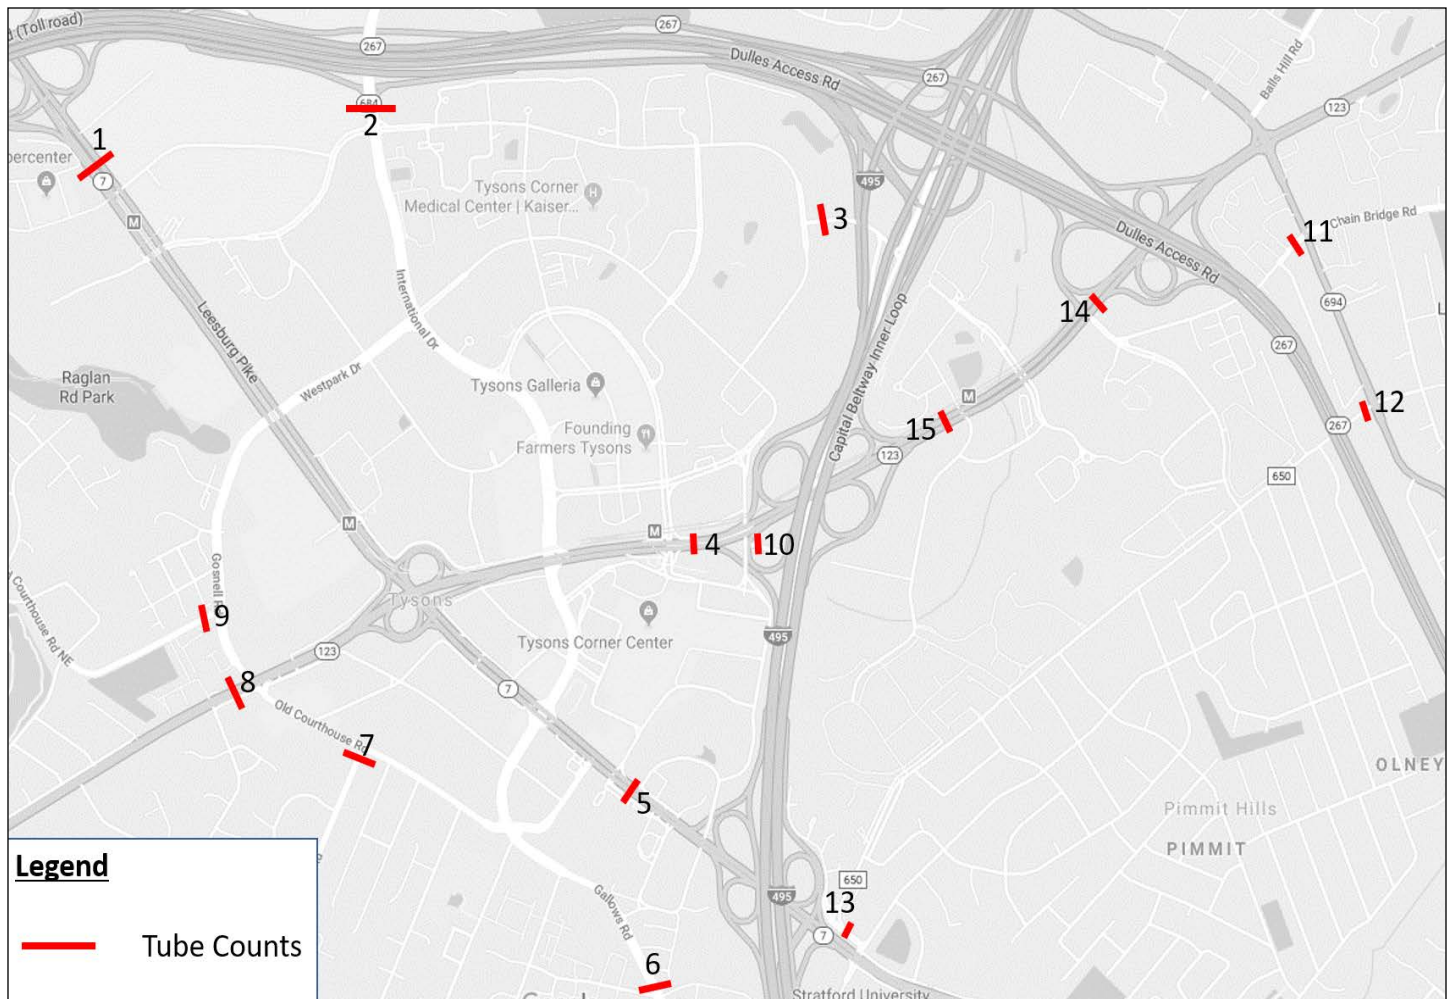 (Toll road)
267
267
Dulles Access Rd
267
Balls Hill Rd
123
684
2
1
7
M
495
Tysons Corner
Medical Center | Kaiser...
H
3
Chain Bridge Rd
11
Dulles Access Rd
International Dr
14
694
Leesburg Pike
Capital Beltway Inner Loop
267
Westpark Dr
Raglan
Rd Park
Tysons Galleria
M
12
15
Founding
Farmers Tysons
267
123
650
M
M
4
10
Gosnell
Tysons
9
Courthouse Rd NE
Tysons Corner Center
495
123
8
7
Old Courthouse Rd
7
5
OLNEY
Pimmit Hills
PIMMIT
Legend
650
495
Gallows Rd
13
7
Tube Counts
6
Stratford University